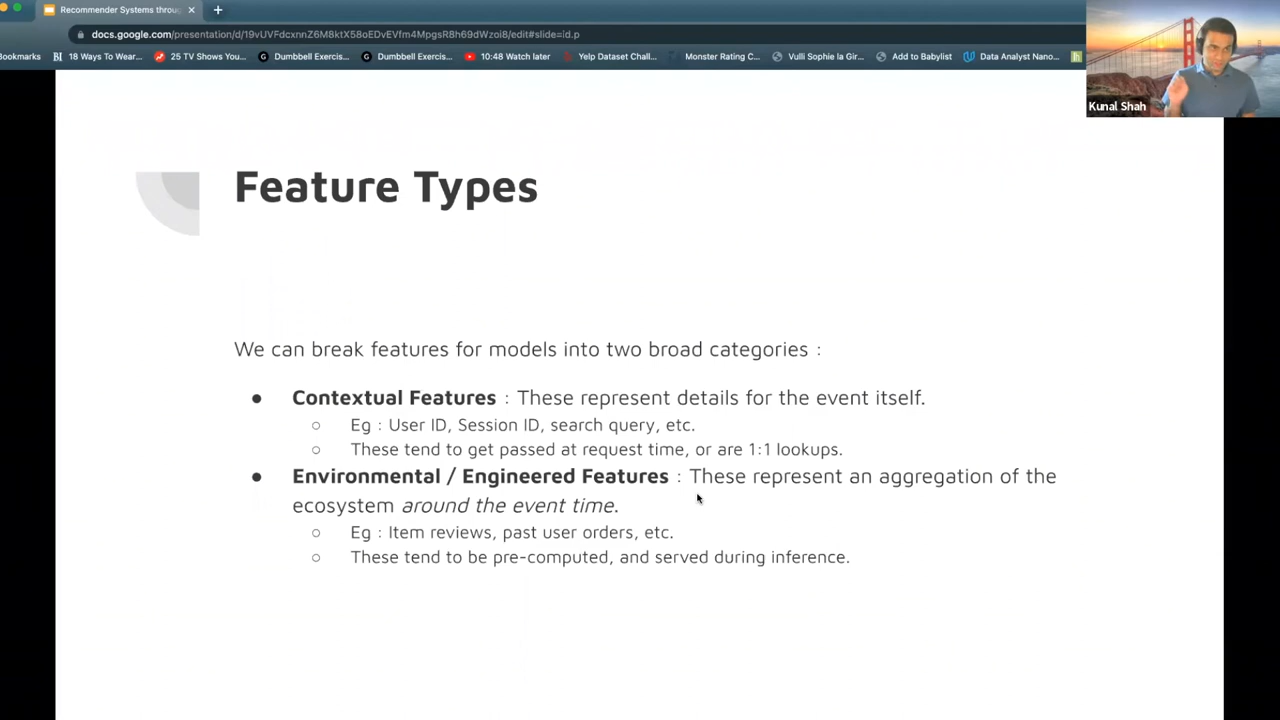 Recommender Systems throu
docs.google.com/presentation/d/19vUVFdcxnnZ6M8ktX58oEDvEVfm4MpgsR8h69dWzoi8/edit#slide=id.p
ookmarks
18 Ways To Wear...
25 TV Shows You...
Dumbbell Exercis...
Dumbbell Exercis...
10:48 Watch later
Yelp Dataset Chall...
Monster Rating C...
Vulli Sophie la Gir...
Add to Babylist
Data Analyst Nano...
Kunal Shah
Feature Types
We can break features for models into two broad categories :
● Contextual Features : These represent details for the event itself.
○ Eg : User ID, Session ID, search query, etc.
○ These tend to get passed at request time, or are 1:1 lookups.
● Environmental / Engineered Features : These represent an aggregation of the
ecosystem around the event time.
○ Eg : Item reviews, past user orders, etc.
○ These tend to be pre-computed, and served during inference.